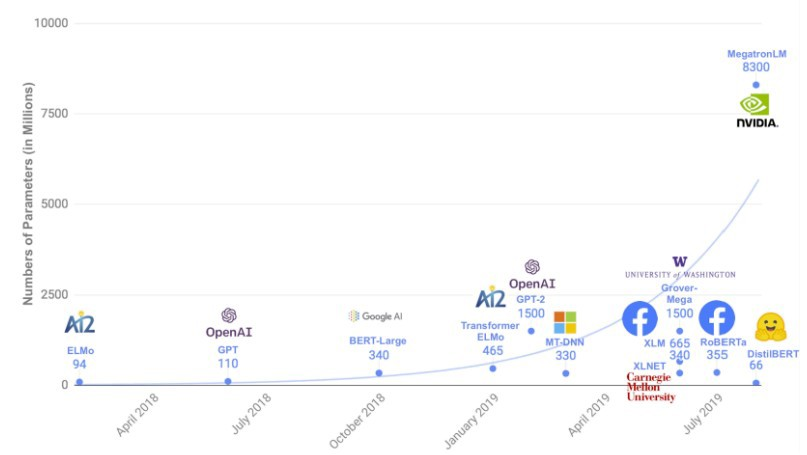 10000
7500
5000
2500
0
Numbers of Parameters (in Millions)
MegatronLM
8300
NVIDIA.
W
UNIVERSITY of WASHINGTON
Grover-
Mega
1500
OpenAI
GPT-2
1500
AI2
Transformer
ELMo
465
MT-DNN
330
AI2
ELMo
94
OpenAI
GPT
110
Google AI
BERT-Large
340
XLM 665
340
XLNET
Carnegie
Mellon
University
RoBERTa
355
DistilBERT
66
April 2018
July 2018
October 2018
January 2019
April 2019
July 2019